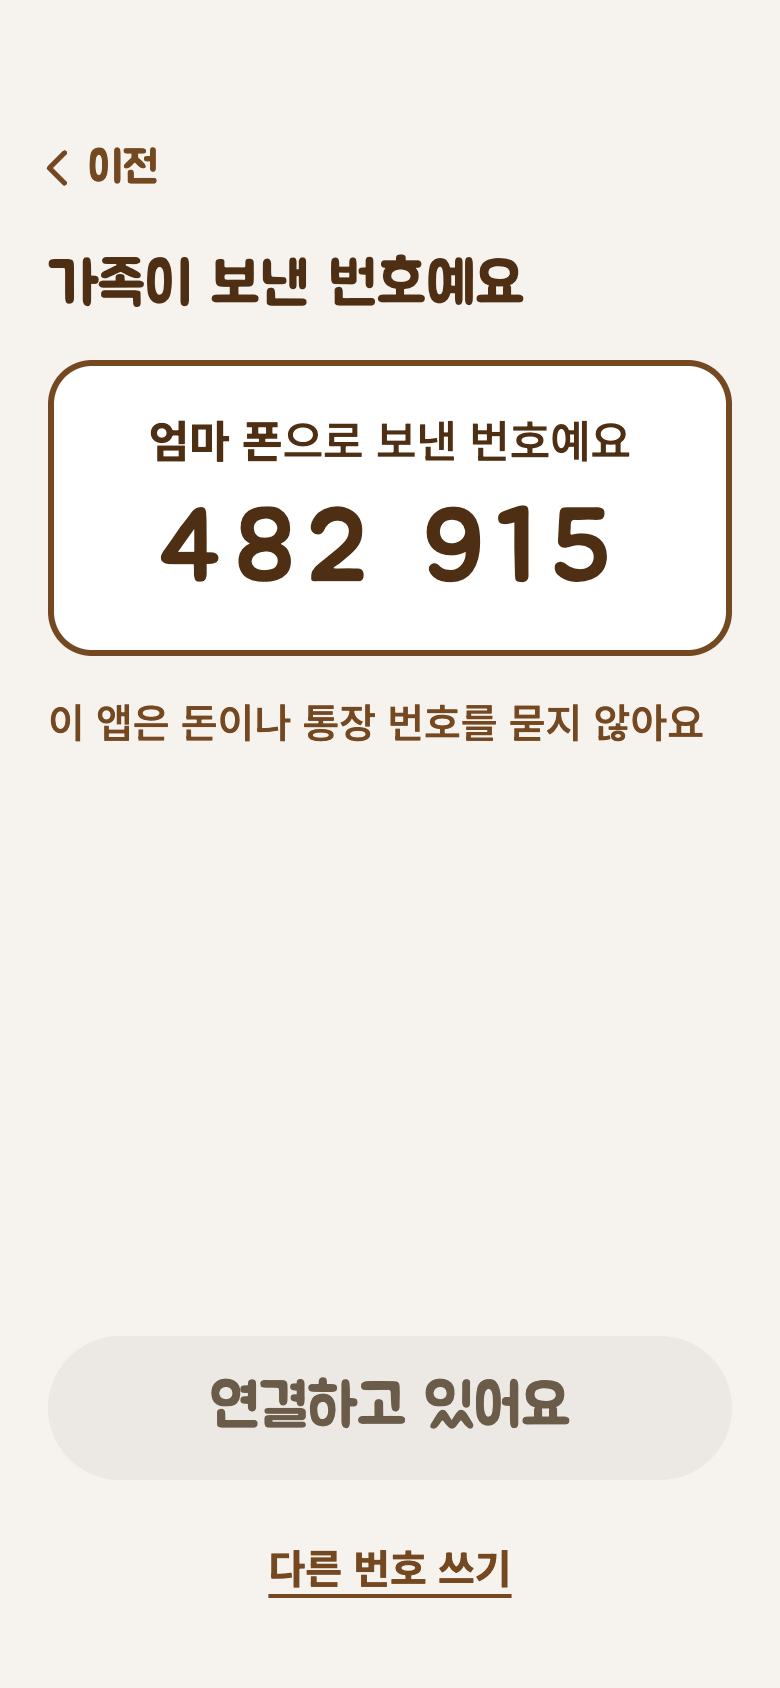 이전
가족이 보낸 번호예요
엄마 폰으로 보낸 번호예요
482 915
이 앱은 돈이나 통장 번호를 묻지 않아요
연결하고 있어요
다른 번호 쓰기